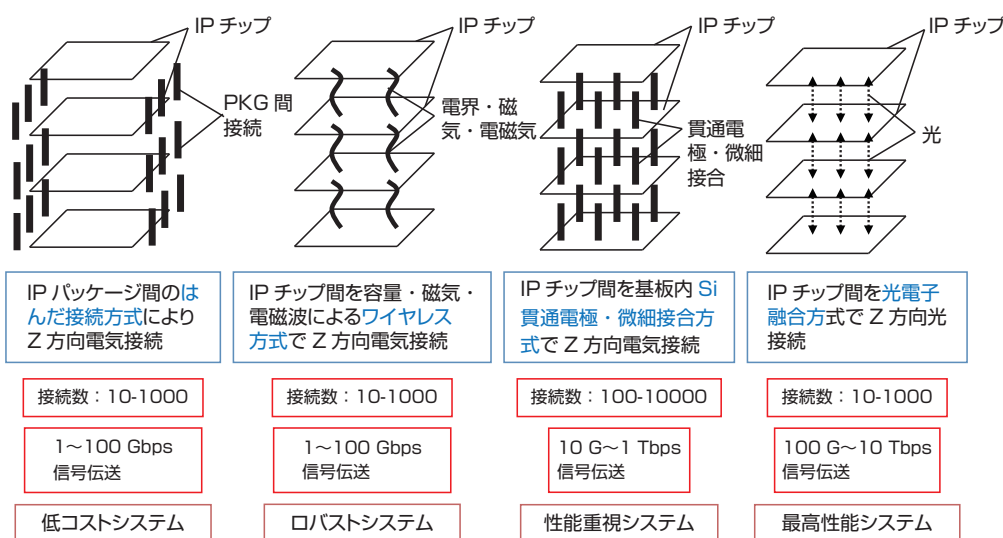 IP チップ
PKG 間
接続
IP チップ
電界・磁
気・電磁気
IP チップ
貫通電
極・微細
接合
IP チップ
光
IP パッケージ間のは
んだ接続方式により
Z 方向電気接続
IP チップ間を容量・磁気・
電磁波によるワイヤレス
方式で Z 方向電気接続
IP チップ間を基板内 Si
貫通電極・微細接合方
式で Z 方向電気接続
IP チップ間を光電子
融合方式で Z 方向光
接続
接続数：10-1000
接続数：10-1000
接続数：100-10000
接続数：10-1000
1〜100 Gbps
信号伝送
1〜100 Gbps
信号伝送
10 G〜1 Tbps
信号伝送
100 G〜10 Tbps
信号伝送
低コストシステム
ロバストシステム
性能重視システム
最高性能システム